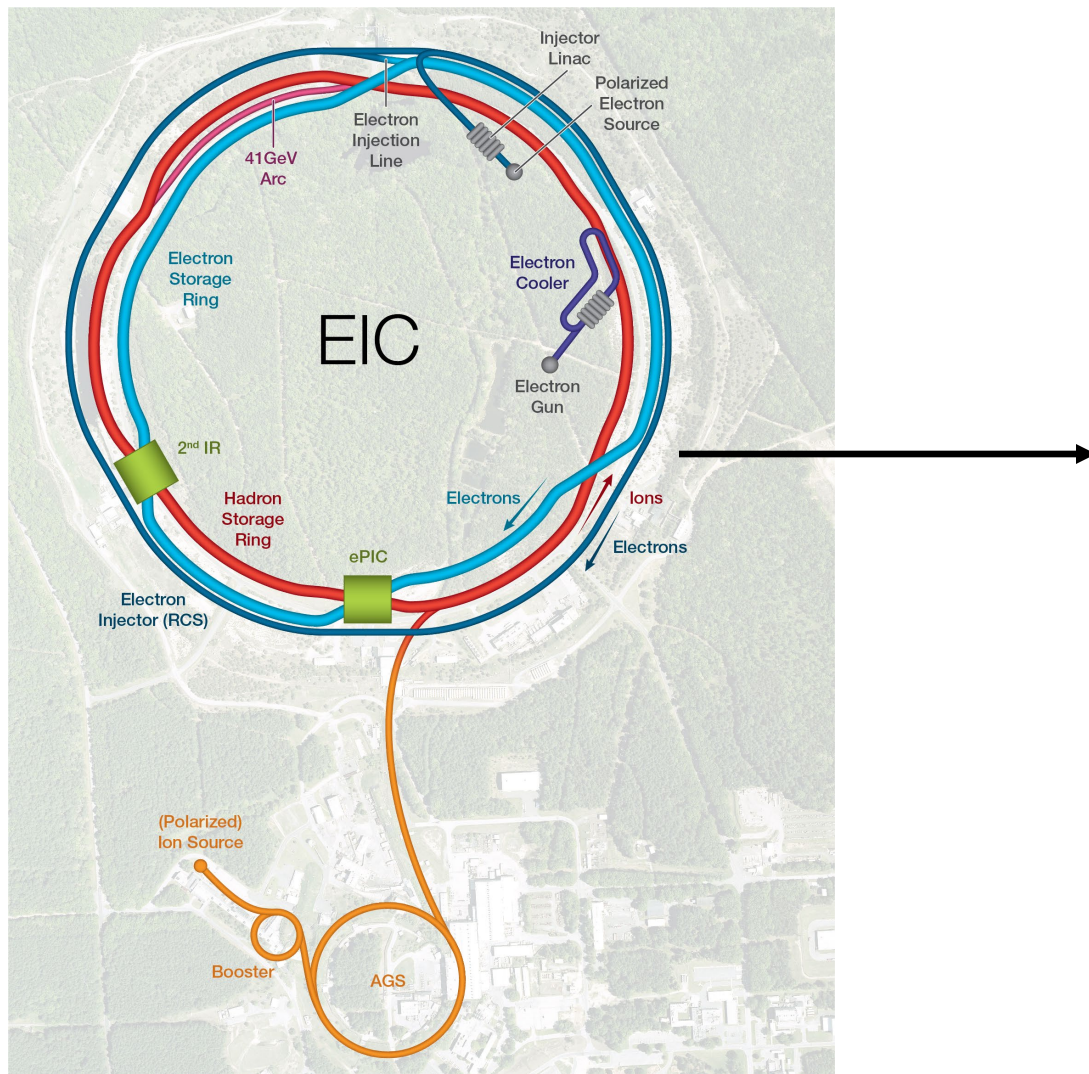 Injector
Linac
Polarized
Electron
Source
Electron
Injection
Line
41GeV
Arc
Electron
Storage
Ring
Electron
Cooler
EIC
Electron
Gun
2nd IR
Hadron
Storage
Ring
Electrons
Ions
Electrons
ePIC
Electron
Injector (RCS)
(Polarized)
Ion Source
Booster
AGS